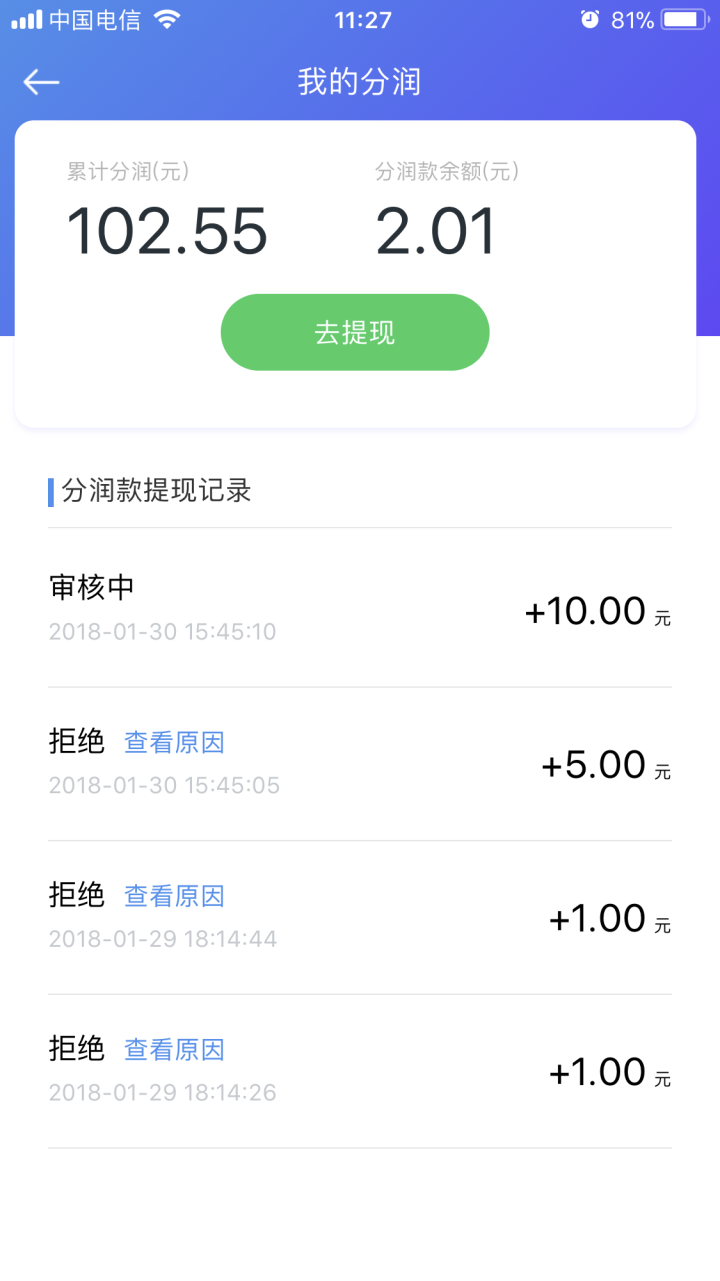 中国电信 11:27 81%
我的分润
累计分润(元) 分润款余额(元)
102.55 2.01
去提现
分润款提现记录
审核中
+10.00 元
2018-01-30 15:45:10
拒绝 查看原因
+5.00 元
2018-01-30 15:45:05
拒绝 查看原因
+1.00 元
2018-01-29 18:14:44
拒绝 查看原因
+1.00 元
2018-01-29 18:14:26